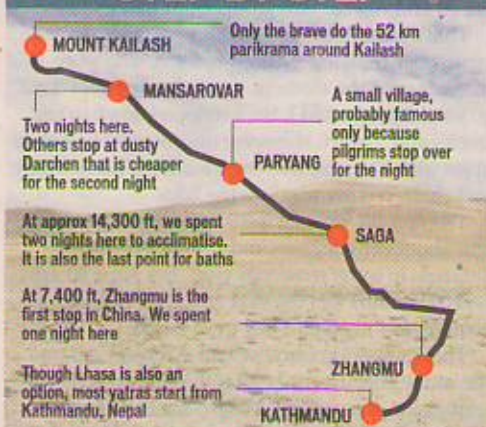 Only the brave do the 52 km
parikrama around Kailash
MOUNT KAILASH
MANSAROVAR
Two nights here.
Others stop at dusty
Darchen that is cheaper
for the second night
A small village,
probably famous
only because
pilgrims stop over
for the night
PARYANG
At approx 14,300 ft, we spent
two nights here to acclimatise.
It is also the last point for baths
SAGA
At 7,400 ft, Zhangmu is the
first stop in China. We spent
one night here
ZHANGMU
Though Lhasa is also an
option, most yatras start from
Kathmandu, Nepal
KATHMANDU